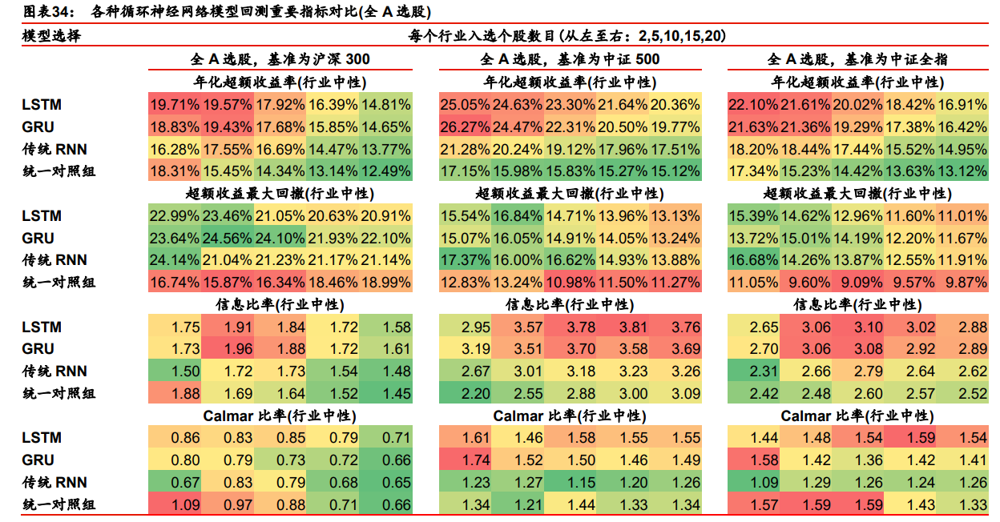 图表34： 各种循环神经网络模型回测重要指标对比(全 A 选股)
模型选择 每个行业入选个股数目(从左至右：2,5,10,15,20)
全 A 选股，基准为沪深 300 全 A 选股，基准为中证 500 全 A 选股，基准为中证全指
年化超额收益率(行业中性) 年化超额收益率(行业中性) 年化超额收益率(行业中性)
LSTM 19.71% 19.57% 17.92% 16.39% 14.81% 25.05% 24.63% 23.30% 21.64% 20.36% 22.10% 21.61% 20.02% 18.42% 16.91%
GRU 18.83% 19.43% 17.68% 15.85% 14.65% 26.27% 24.47% 22.31% 20.50% 19.77% 21.63% 21.36% 19.29% 17.38% 16.42%
传统 RNN 16.28% 17.55% 16.69% 14.47% 13.77% 21.28% 20.24% 19.12% 17.96% 17.51% 18.20% 18.44% 17.44% 15.52% 14.95%
统一对照组 18.31% 15.45% 14.34% 13.14% 12.49% 17.15% 15.98% 15.83% 15.27% 15.12% 17.34% 15.23% 14.42% 13.63% 13.12%
超额收益最大回撤(行业中性) 超额收益最大回撤(行业中性) 超额收益最大回撤(行业中性)
LSTM 22.99% 23.46% 21.05% 20.63% 20.91% 15.54% 16.84% 14.71% 13.96% 13.13% 15.39% 14.62% 12.96% 11.60% 11.01%
GRU 23.64% 24.56% 24.10% 21.93% 22.10% 15.07% 16.05% 14.91% 14.05% 13.24% 13.72% 15.01% 14.19% 12.20% 11.67%
传统 RNN 24.14% 21.04% 21.23% 21.17% 21.14% 17.37% 16.00% 16.62% 14.93% 13.88% 16.68% 14.26% 13.87% 12.55% 11.91%
统一对照组 16.74% 15.87% 16.34% 18.46% 18.99% 12.83% 13.24% 10.98% 11.50% 11.27% 11.05% 9.60% 9.09% 9.57% 9.87%
信息比率(行业中性) 信息比率(行业中性) 信息比率(行业中性)
LSTM 1.75 1.91 1.84 1.72 1.58 2.95 3.57 3.78 3.81 3.76 2.65 3.06 3.10 3.02 2.88
GRU 1.73 1.96 1.88 1.72 1.61 3.19 3.51 3.70 3.58 3.69 2.70 3.06 3.08 2.92 2.89
传统 RNN 1.50 1.72 1.73 1.54 1.48 2.67 3.01 3.18 3.23 3.26 2.31 2.66 2.79 2.64 2.62
统一对照组 1.88 1.69 1.64 1.52 1.45 2.20 2.55 2.88 3.00 3.09 2.42 2.48 2.60 2.57 2.52
Calmar 比率(行业中性) Calmar 比率(行业中性) Calmar 比率(行业中性)
LSTM 0.86 0.83 0.85 0.79 0.71 1.61 1.46 1.58 1.55 1.55 1.44 1.48 1.54 1.59 1.54
GRU 0.80 0.79 0.73 0.72 0.66 1.74 1.52 1.50 1.46 1.49 1.58 1.42 1.36 1.42 1.41
传统 RNN 0.67 0.83 0.79 0.68 0.65 1.23 1.27 1.15 1.20 1.26 1.09 1.29 1.26 1.24 1.26
统一对照组 1.09 0.97 0.88 0.71 0.66 1.34 1.21 1.44 1.33 1.34 1.57 1.59 1.59 1.43 1.33